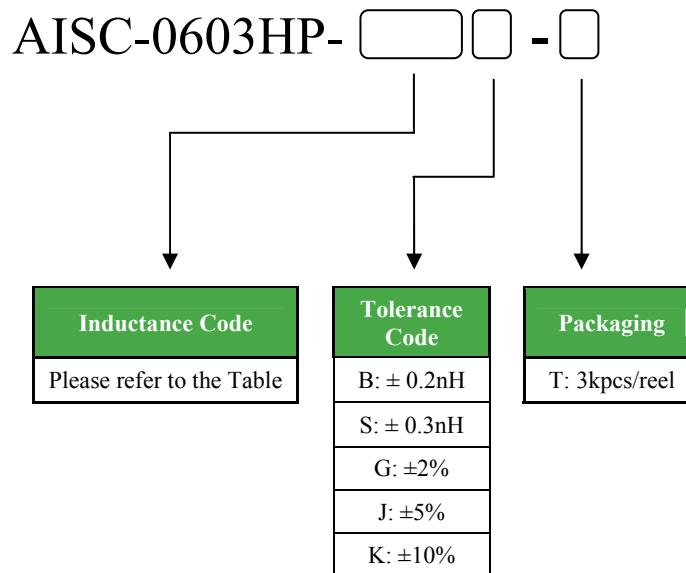 AISC-0603HP- -
Inductance Code
Please refer to the Table
Tolerance
Code
B: ± 0.2nH
S: ± 0.3nH
G: ±2%
J: ±5%
K: ±10%
Packaging
T: 3kpcs/reel